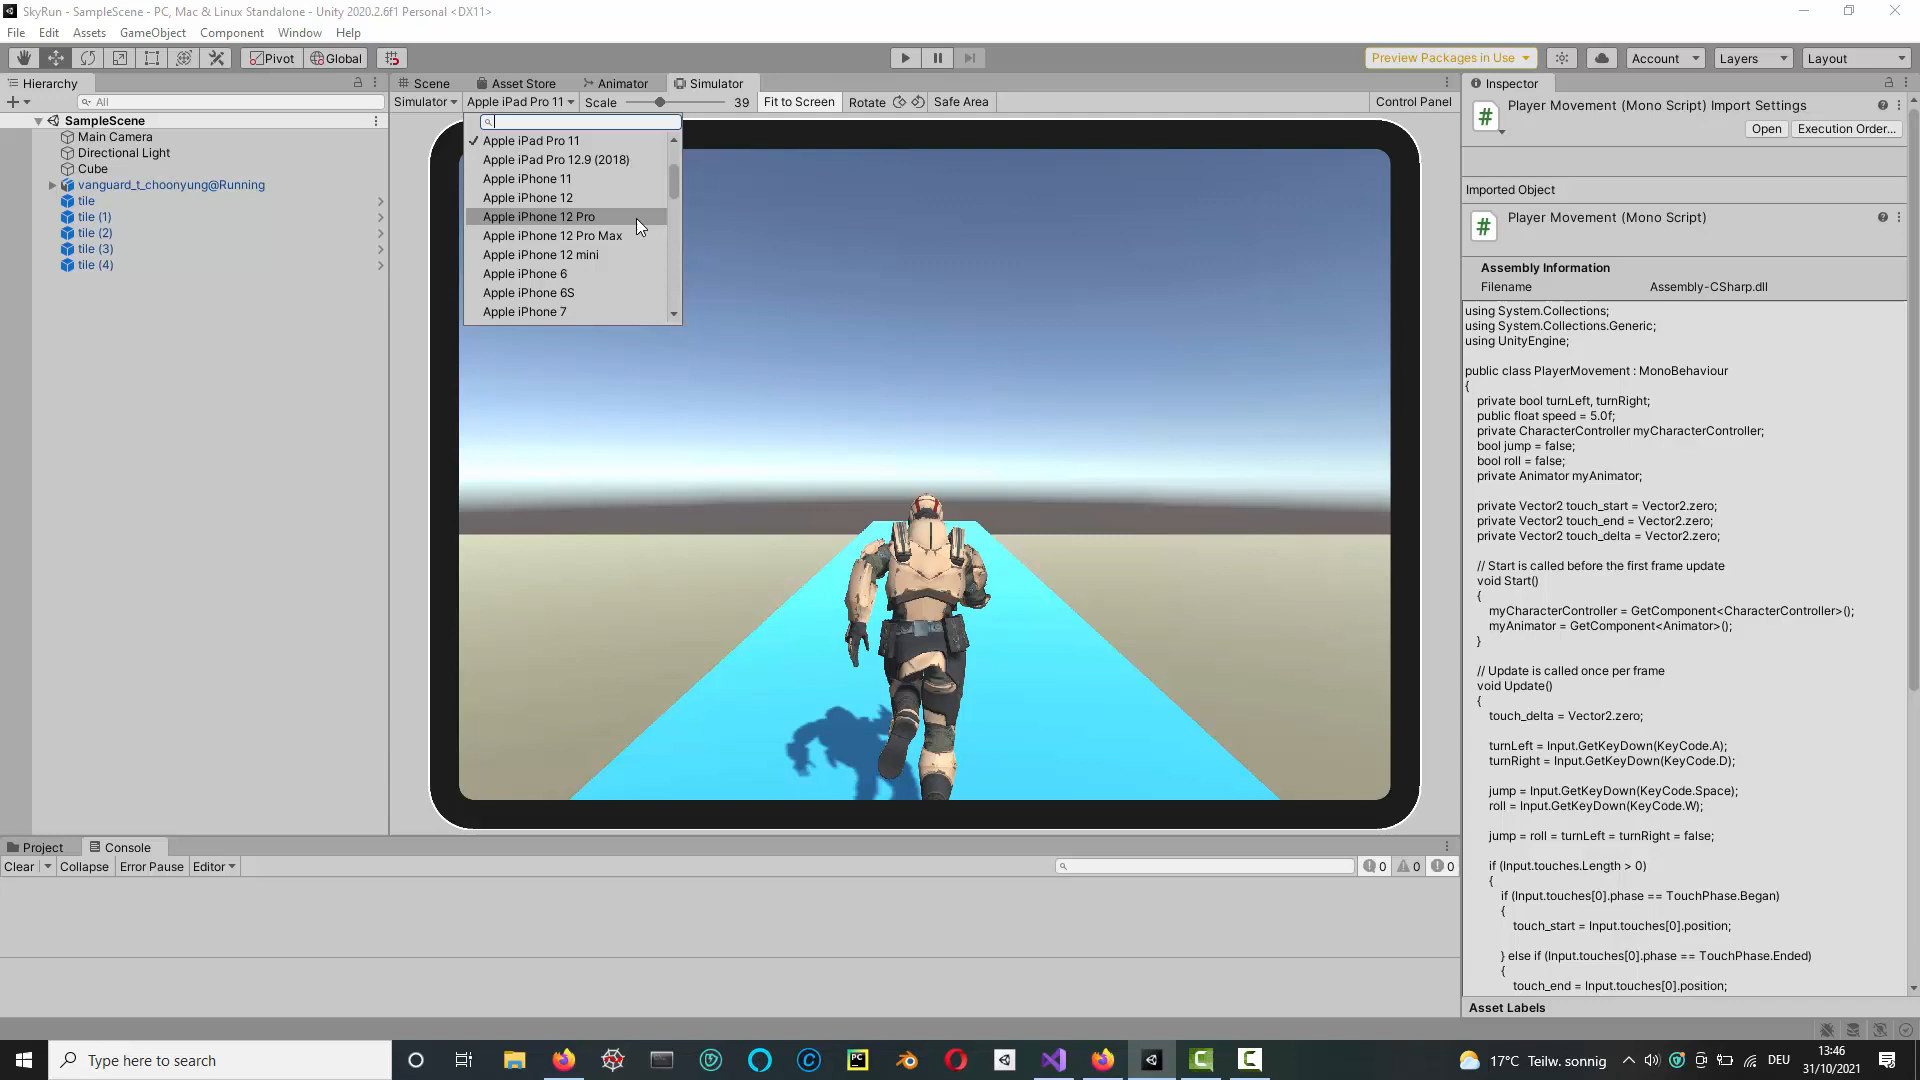 SkyRun - SampleScene - PC, Mac & Linux Standalone - Unity 2020.2.6f1 Personal <DX11>
File Edit Assets GameObject Component Window Help
Pivot Global Preview Packages in Use Account Layers Layout
Hierarchy
All
SampleScene
Main Camera
Directional Light
Cube
vanguard_t_choonyung@Running
tile
tile (1)
tile (2)
tile (3)
tile (4)
Scene Asset Store Animator Simulator
Simulator Apple iPad Pro 11 Scale 39 Fit to Screen Rotate Safe Area Control Panel
Apple iPad Pro 11
Apple iPad Pro 12.9 (2018)
Apple iPhone 11
Apple iPhone 12
Apple iPhone 12 Pro
Apple iPhone 12 Pro Max
Apple iPhone 12 mini
Apple iPhone 6
Apple iPhone 6S
Apple iPhone 7
Inspector
Player Movement (Mono Script) Import Settings
Open Execution Order...
Imported Object
Player Movement (Mono Script)
Assembly Information
Filename Assembly-CSharp.dll
using System.Collections;
using System.Collections.Generic;
using UnityEngine;
public class PlayerMovement : MonoBehaviour
{
private bool turnLeft, turnRight;
public float speed = 5.0f;
private CharacterController myCharacterController;
bool jump = false;
bool roll = false;
private Animator myAnimator;
private Vector2 touch_start = Vector2.zero;
private Vector2 touch_end = Vector2.zero;
private Vector2 touch_delta = Vector2.zero;
// Start is called before the first frame update
void Start()
{
myCharacterController = GetComponent<CharacterController>();
myAnimator = GetComponent<Animator>();
}
// Update is called once per frame
void Update()
{
touch_delta = Vector2.zero;
turnLeft = Input.GetKeyDown(KeyCode.A);
turnRight = Input.GetKeyDown(KeyCode.D);
jump = Input.GetKeyDown(KeyCode.Space);
roll = Input.GetKeyDown(KeyCode.W);
jump = roll = turnLeft = turnRight = false;
if (Input.touches.Length > 0)
{
if (Input.touches[0].phase == TouchPhase.Began)
{
touch_start = Input.touches[0].position;
} else if (Input.touches[0].phase == TouchPhase.Ended)
{
touch_end = Input.touches[0].position;
Asset Labels
Project Console
Clear Collapse Error Pause Editor 0 0 0
Type here to search
17°C Teilw. sonnig DEU
13:46
31/10/2021